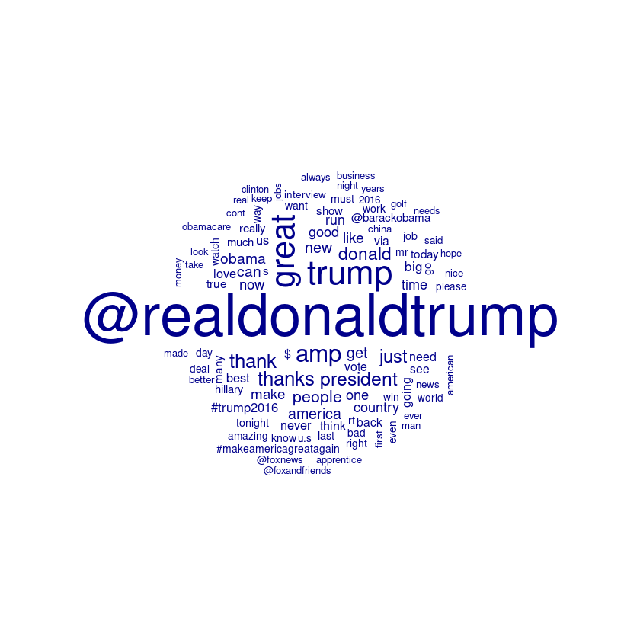 always business
clinton obs night years
real keep interview must 2016 golf
cont way want show work needs
run @barackobama
obamacare really great good like china job said
look watch much us new via
obama donald mr today hope
money take love can s trump big go nice
true now time please
@realdonaldtrump
made day thank $ amp get just need
deal many vote see american
better best thanks president going news
hillary make people one win world
#trump2016 america country ever
tonight never think rt back man
amazing know u.s last bad first even
#makeamericagreatagain right
@foxnews apprentice
@foxandfriends